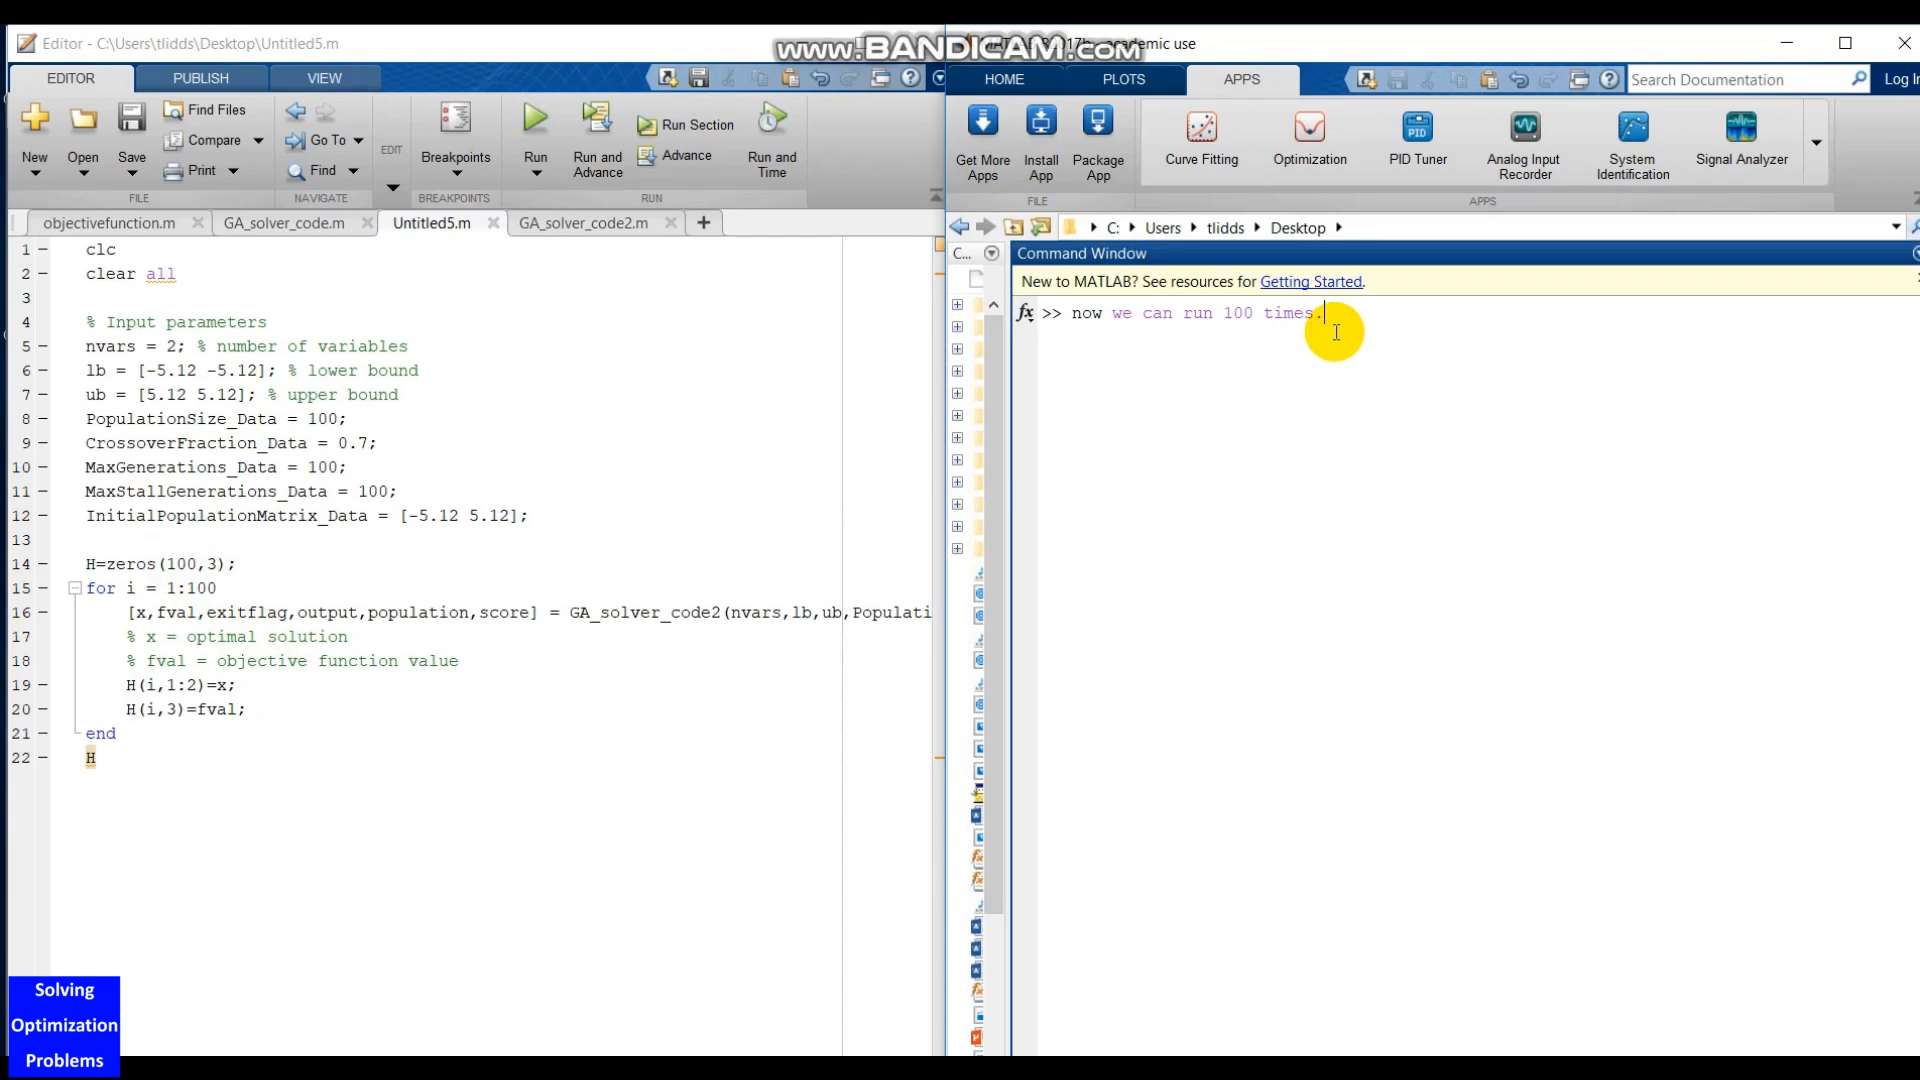 Editor - C:\Users\tlidds\Desktop\Untitled5.m
www.BANDICAM.com
academic use
EDITOR PUBLISH VIEW
HOME PLOTS APPS
Search Documentation
Log In
New
Open
Save
Find Files
Compare
Print
Go To
Find
EDIT
Breakpoints
Run
Run and Advance
Run Section
Advance
Run and Time
FILE NAVIGATE BREAKPOINTS RUN
Get More Apps
Install App
Package App
Curve Fitting
Optimization
PID
PID Tuner
Analog Input Recorder
System Identification
Signal Analyzer
FILE APPS
objectivefunction.m GA_solver_code.m Untitled5.m GA_solver_code2.m +
C: Users tlidds Desktop
C...
Command Window
New to MATLAB? See resources for Getting Started.
fx >> now we can run 100 times.
1 clc
2 clear all
3
4 % Input parameters
5 nvars = 2; % number of variables
6 lb = [-5.12 -5.12]; % lower bound
7 ub = [5.12 5.12]; % upper bound
8 PopulationSize_Data = 100;
9 CrossoverFraction_Data = 0.7;
10 MaxGenerations_Data = 100;
11 MaxStallGenerations_Data = 100;
12 InitialPopulationMatrix_Data = [-5.12 5.12];
13
14 H=zeros(100,3);
15 for i = 1:100
16 [x,fval,exitflag,output,population,score] = GA_solver_code2(nvars,lb,ub,Populati
17 % x = optimal solution
18 % fval = objective function value
19 H(i,1:2)=x;
20 H(i,3)=fval;
21 end
22 H
Solving
Optimization
Problems